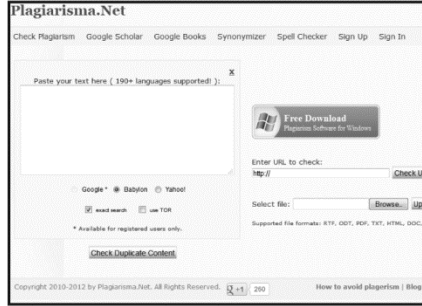 Plagiarisma.Net
Check Plagiarism Google Scholar Google Books Synonymizer Spell Checker Sign Up Sign In
x
Paste your text here ( 190+ languages supported! ):
Free Download
Plagiarism Software for Windows
Enter URL to check:
http:// Check U
Google * Babylon Yahoo!
exact search use TOR
Select file: Browse.. Up
Supported file formats: RTF, ODT, PDF, TXT, HTML, DOC,
* Available for registered users only.
Check Duplicate Content
Copyright 2010-2012 by Plagiarisma.Net. All Rights Reserved. +1 260 How to avoid plagerism | Blog